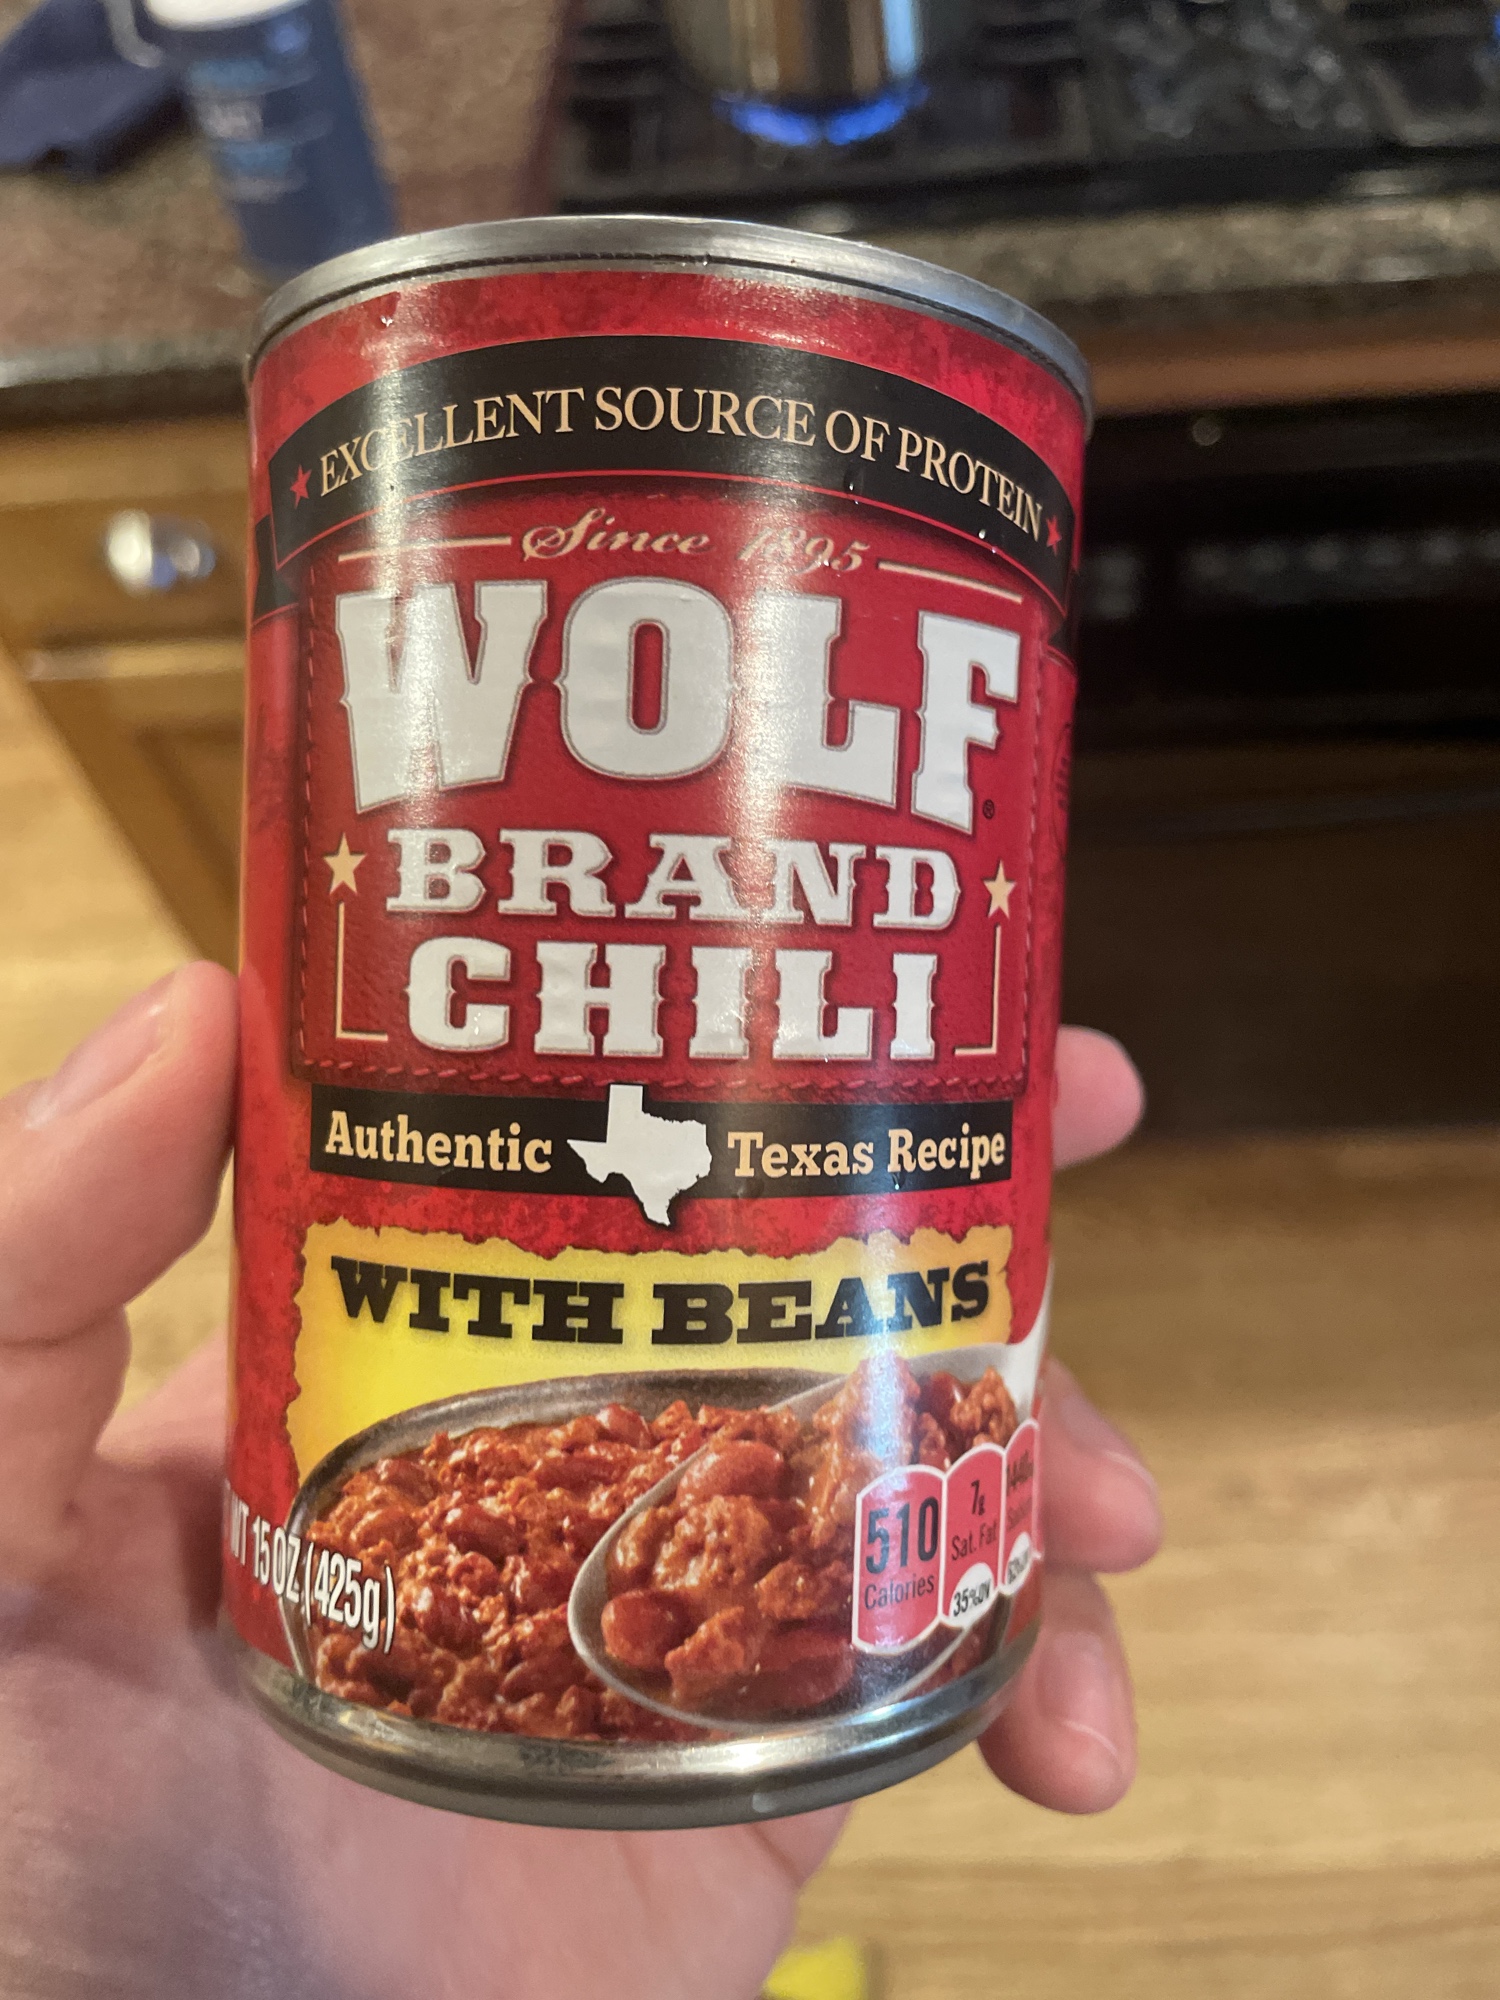 EXCELLENT SOURCE OF PROTEIN
Since 1895
WOLF®
BRAND
CHILI
Authentic Texas Recipe
WITH BEANS
510
Calories
7g
Sat. Fat
35% DV
WT 15 OZ (425g)